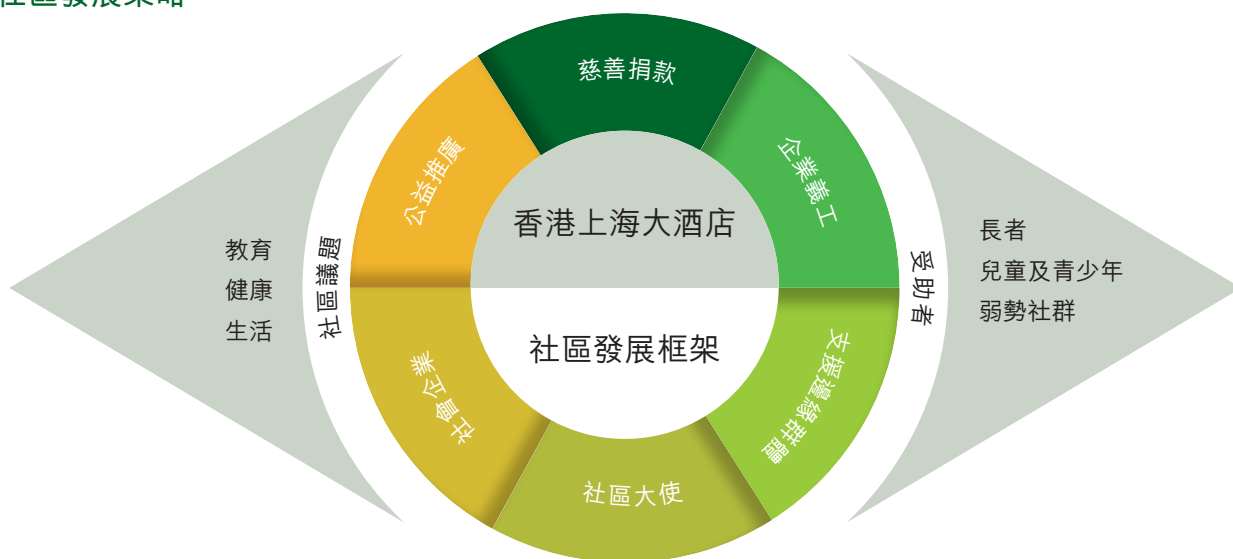 社區發展策略
慈善捐款
企業義工
支援邊緣群體
社區大使
社會企業
公益推廣
香港上海大酒店
社區發展框架
社區議題
教育
健康
生活
受助者
長者
兒童及青少年
弱勢社群